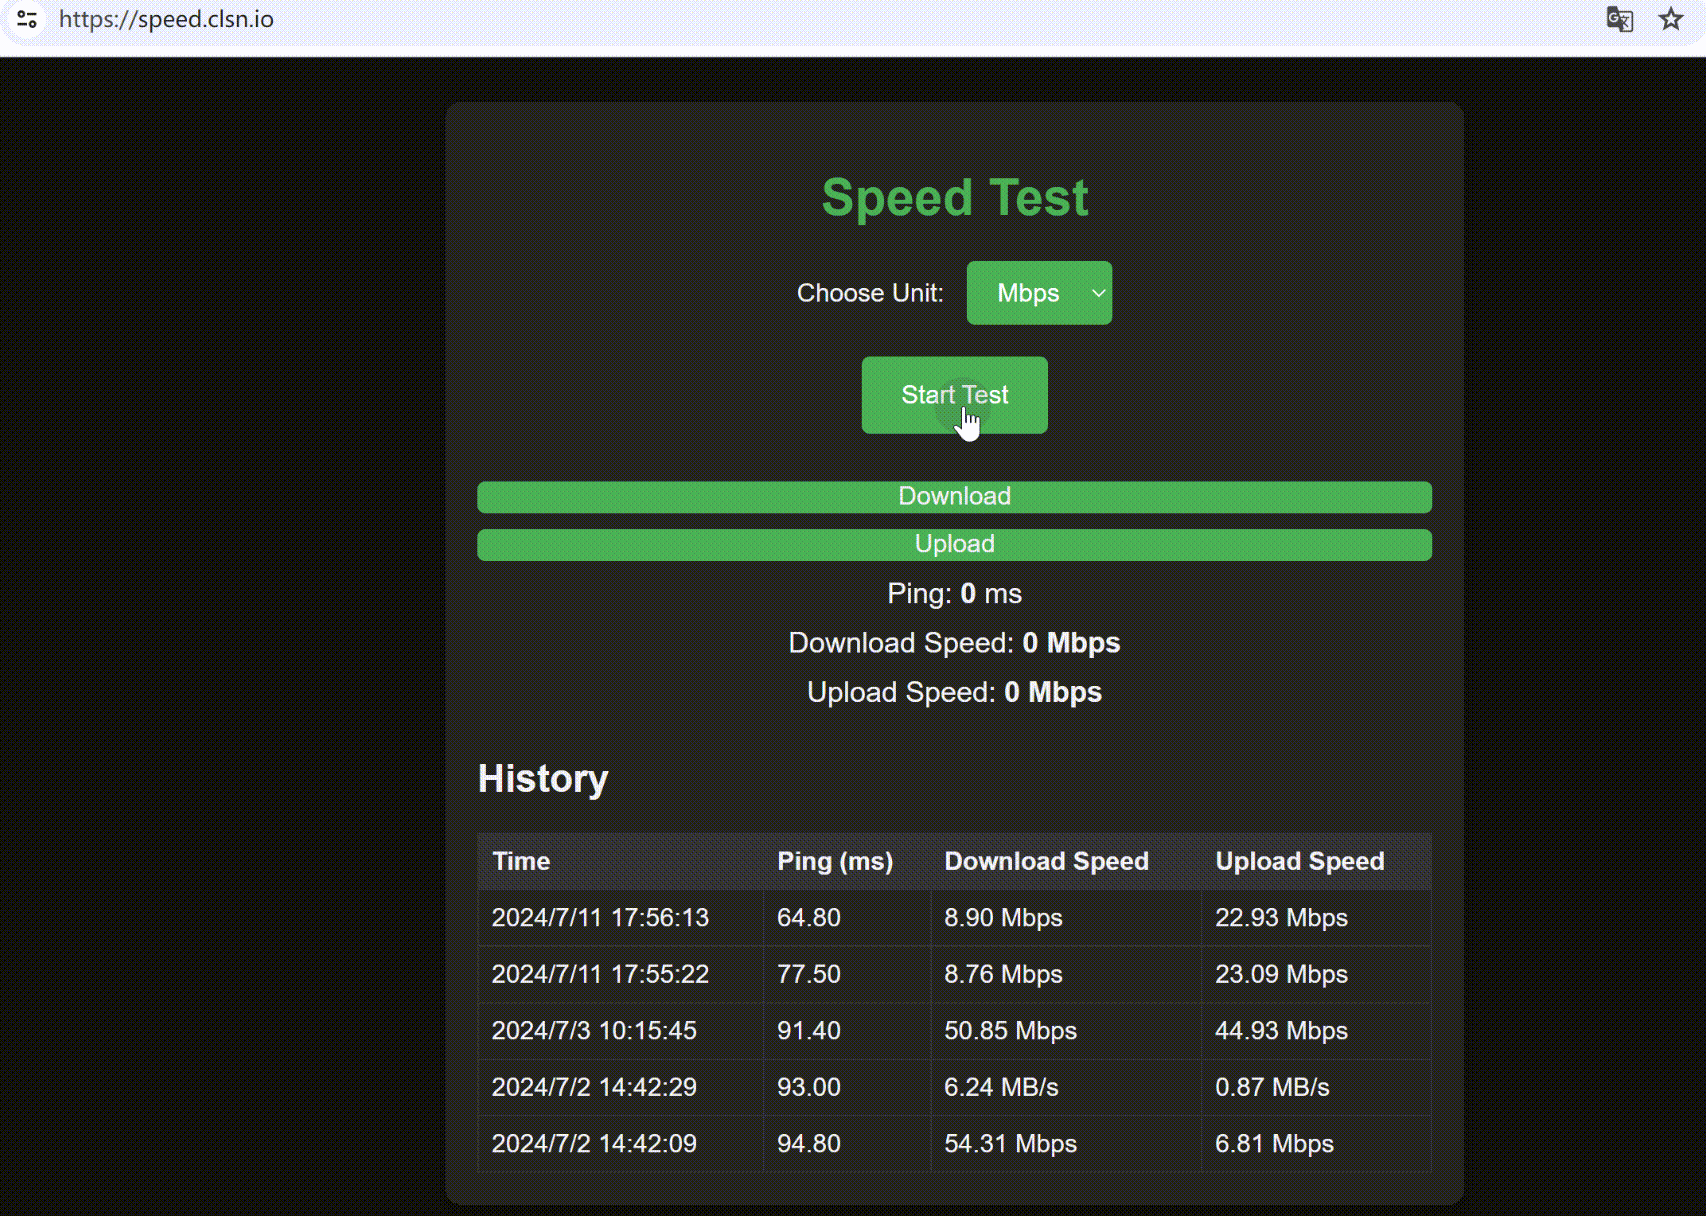 https://speed.clsn.io
Speed Test
Choose Unit: Mbps
Start Test
Download
Upload
Ping: 0 ms
Download Speed: 0 Mbps
Upload Speed: 0 Mbps
History
Time Ping (ms) Download Speed Upload Speed
2024/7/11 17:56:13 64.80 8.90 Mbps 22.93 Mbps
2024/7/11 17:55:22 77.50 8.76 Mbps 23.09 Mbps
2024/7/3 10:15:45 91.40 50.85 Mbps 44.93 Mbps
2024/7/2 14:42:29 93.00 6.24 MB/s 0.87 MB/s
2024/7/2 14:42:09 94.80 54.31 Mbps 6.81 Mbps